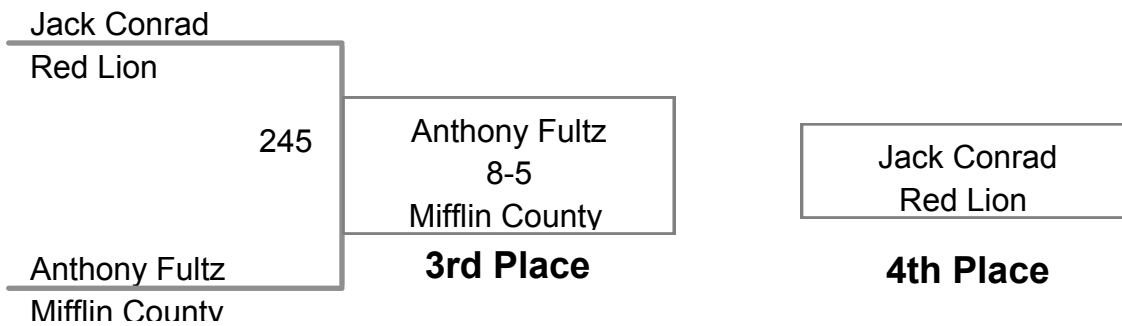 Jack Conrad
Red Lion
245
Anthony Fultz
8-5
Mifflin County
3rd Place
Jack Conrad
Red Lion
4th Place
Anthony Fultz
Mifflin County